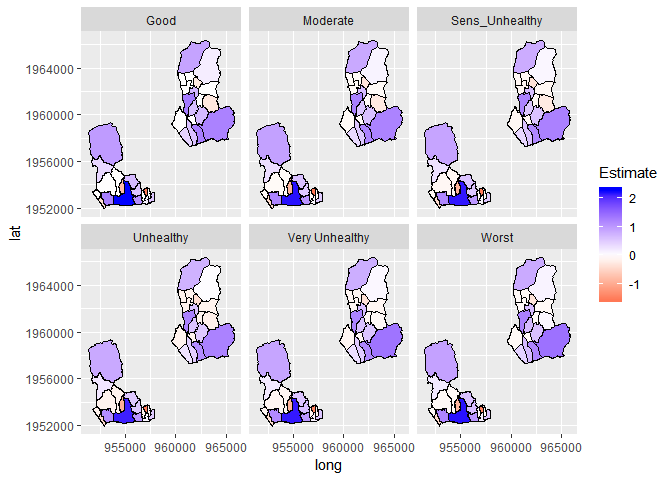 Good Moderate Sens_Unhealthy
1964000
1960000
1956000
1952000
Estimate
2
1
0
-1
lat
Unhealthy Very Unhealthy Worst
1964000
1960000
1956000
1952000
955000 960000 965000 955000 960000 965000 955000 960000 965000
long